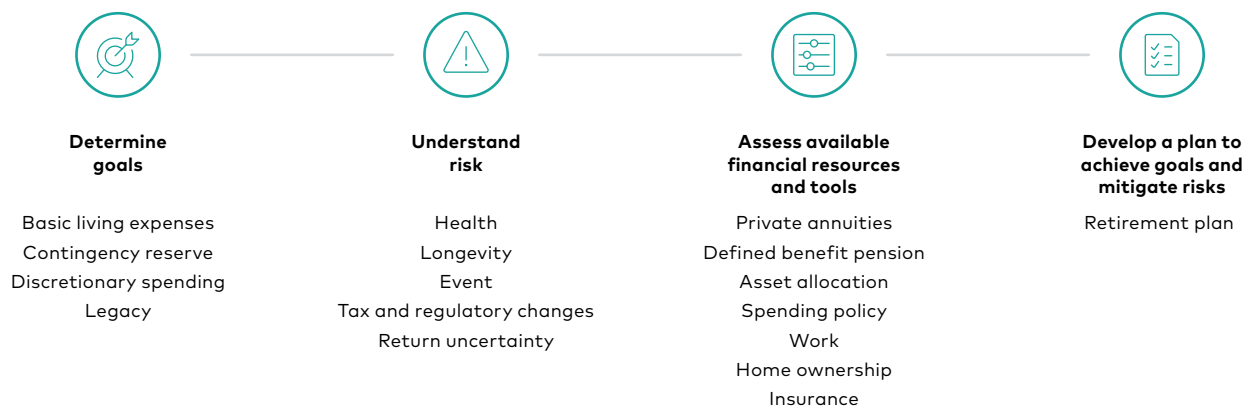 Determine
goals
Basic living expenses
Contingency reserve
Discretionary spending
Legacy
Understand
risk
Health
Longevity
Event
Tax and regulatory changes
Return uncertainty
Assess available
financial resources
and tools
Private annuities
Defined benefit pension
Asset allocation
Spending policy
Work
Home ownership
Insurance
Develop a plan to
achieve goals and
mitigate risks
Retirement plan